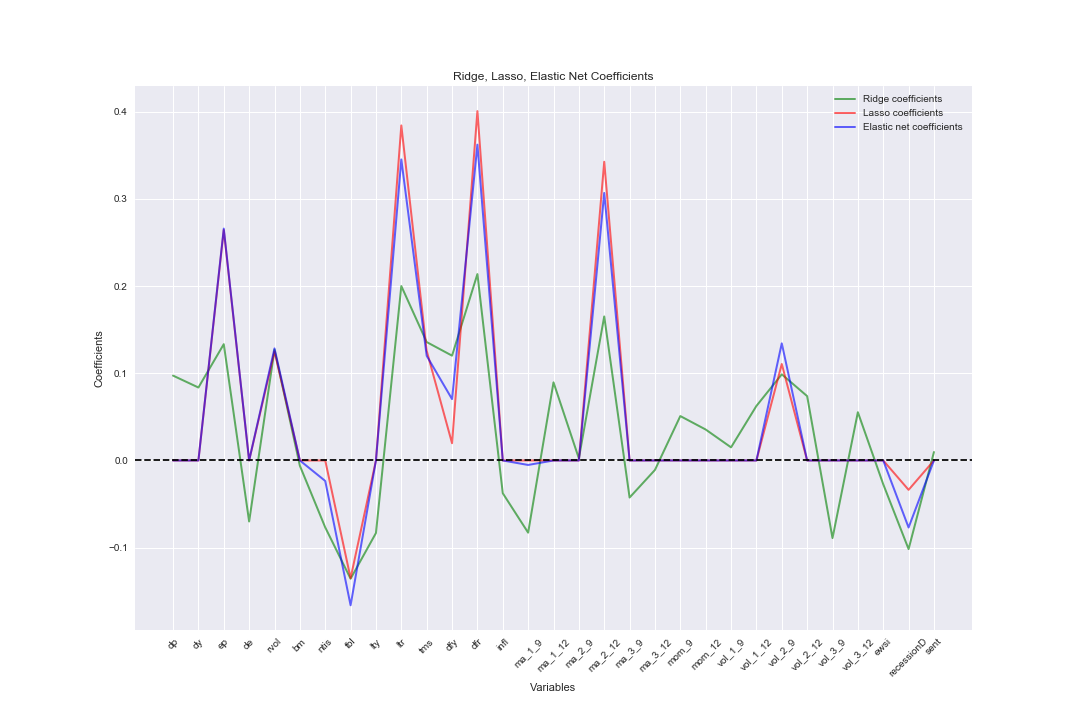 Ridge, Lasso, Elastic Net Coefficients
Ridge coefficients
Lasso coefficients
Elastic net coefficients
0.4
0.3
0.2
0.1
0.0
−0.1
Coefficients
dp
dy
ep
de
rvol
bm
ntis
tbl
lty
ltr
tms
dfy
dfr
infl
ma_1_9
ma_1_12
ma_2_9
ma_2_12
ma_3_9
ma_3_12
mom_9
mom_12
vol_1_9
vol_1_12
vol_2_9
vol_2_12
vol_3_9
vol_3_12
ewsi
recessionD
sent
Variables